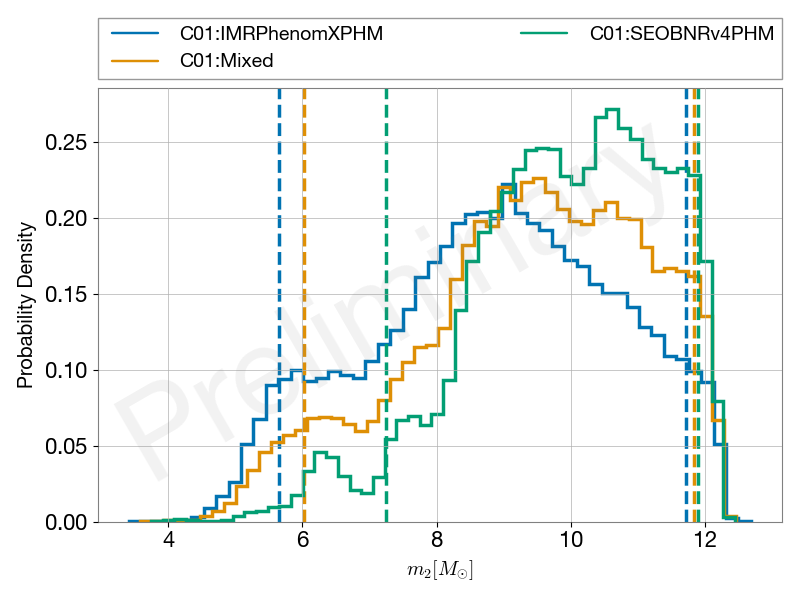 C01:IMRPhenomXPHM C01:SEOBNRv4PHM
C01:Mixed
Preliminary
Probability Density
0.25
0.20
0.15
0.10
0.05
0.00
4 6 8 10 12
m₂[M☉]